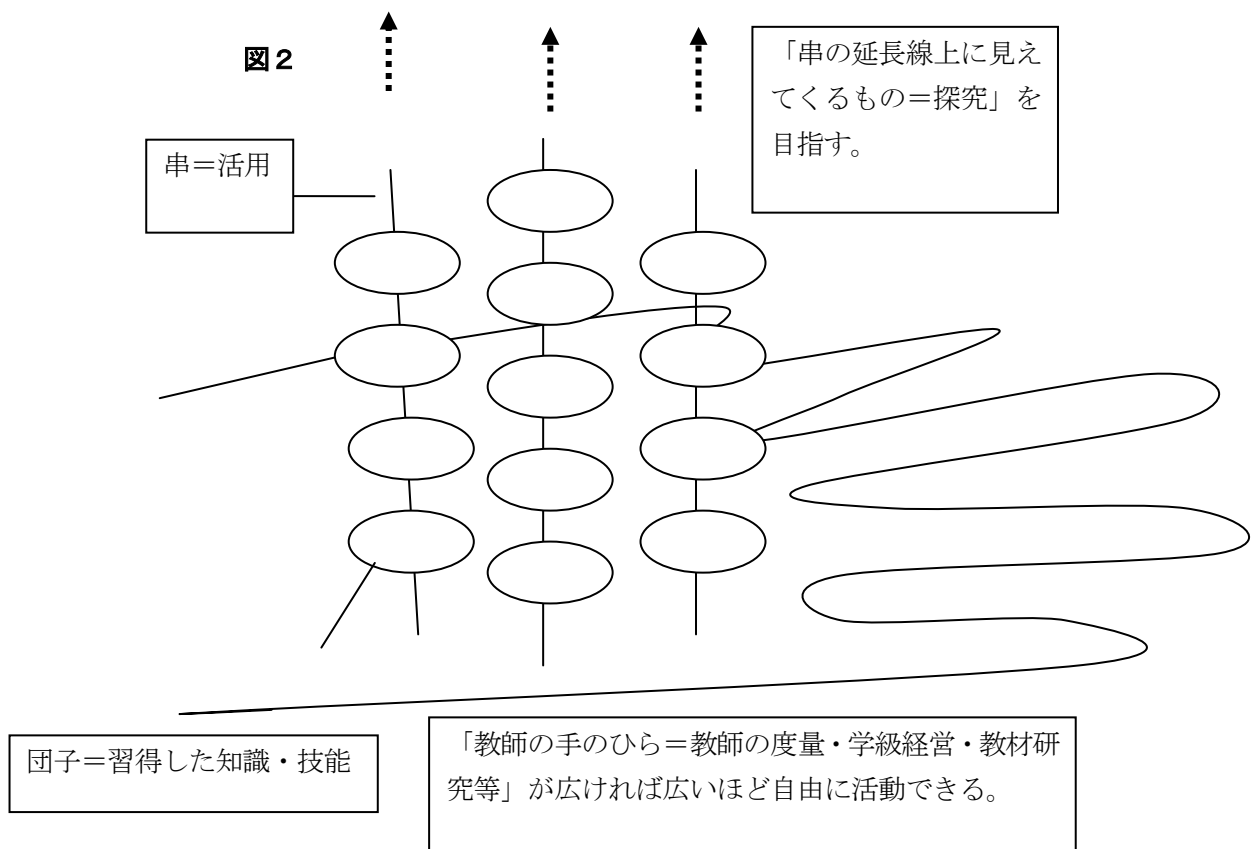 図2
「串の延長線上に見え
てくるもの=探究」を
目指す。
串=活用
団子=習得した知識・技能
「教師の手のひら=教師の度量・学級経営・教材研
究等」が広ければ広いほど自由に活動できる。